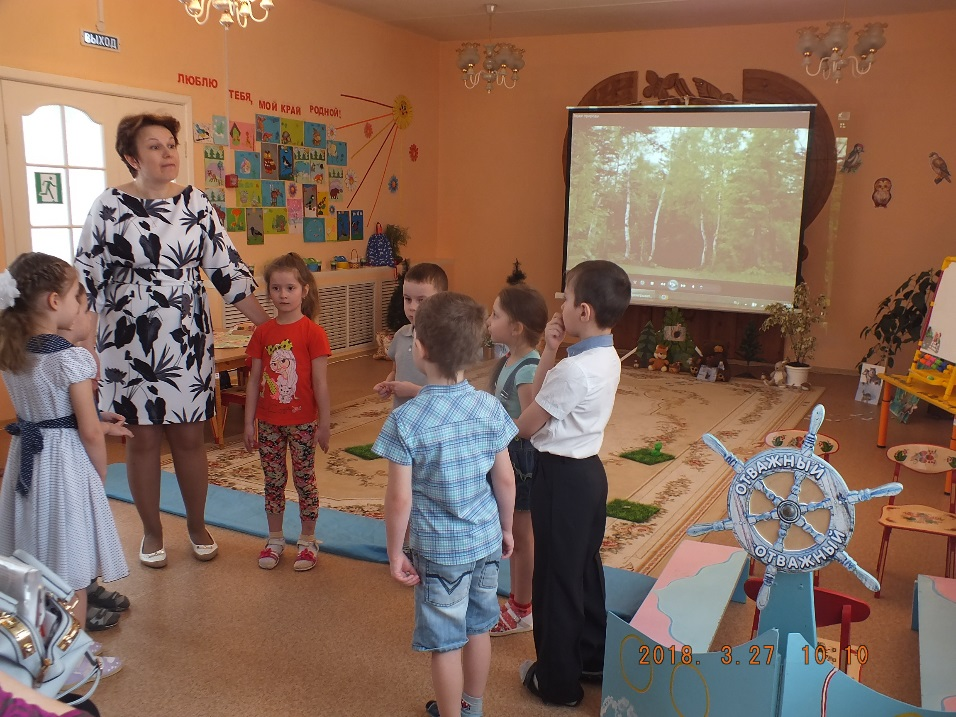 ВЫХОД
ЛЮБЛЮ ТЕБЯ, МОЙ КРАЙ РОДНОЙ!
ОТВАЖНЫЙ
ОТВАЖНЫЙ
2018. 3.27 10:10